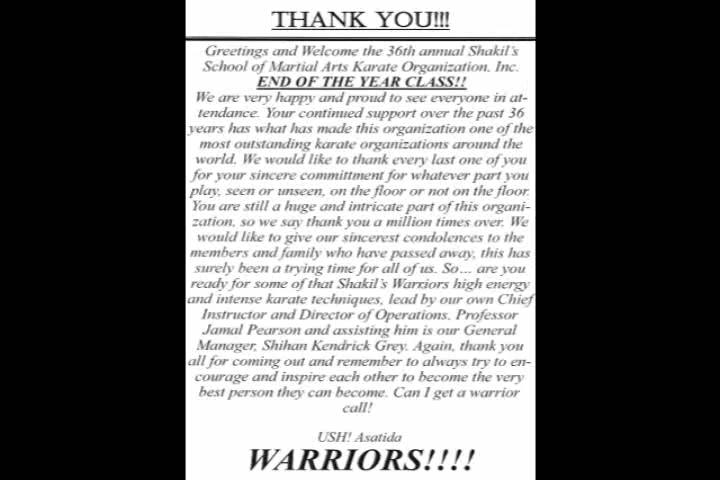 THANK YOU!!!
Greetings and Welcome the 36th annual Shakil's
School of Martial Arts Karate Organization, Inc.
END OF THE YEAR CLASS!!
We are very happy and proud to see everyone in at-
tendance. Your continued support over the past 36
years has what has made this organization one of the
most outstanding karate organizations around the
world. We would like to thank every last one of you
for your sincere committment for whatever part you
play, seen or unseen, on the floor or not on the floor.
You are still a huge and intricate part of this organi-
zation, so we say thank you a million times over. We
would like to give our sincerest condolences to the
members and family who have passed away, this has
surely been a trying time for all of us. So... are you
ready for some of that Shakil's Warriors high energy
and intense karate techniques, lead by our own Chief
Instructor and Director of Operations, Professor
Jamal Pearson and assisting him is our General
Manager, Shihan Kendrick Grey. Again, thank you
all for coming out and remember to always try to en-
courage and inspire each other to become the very
best person they can become. Can I get a warrior
call!
USH! Asatida
WARRIORS!!!!